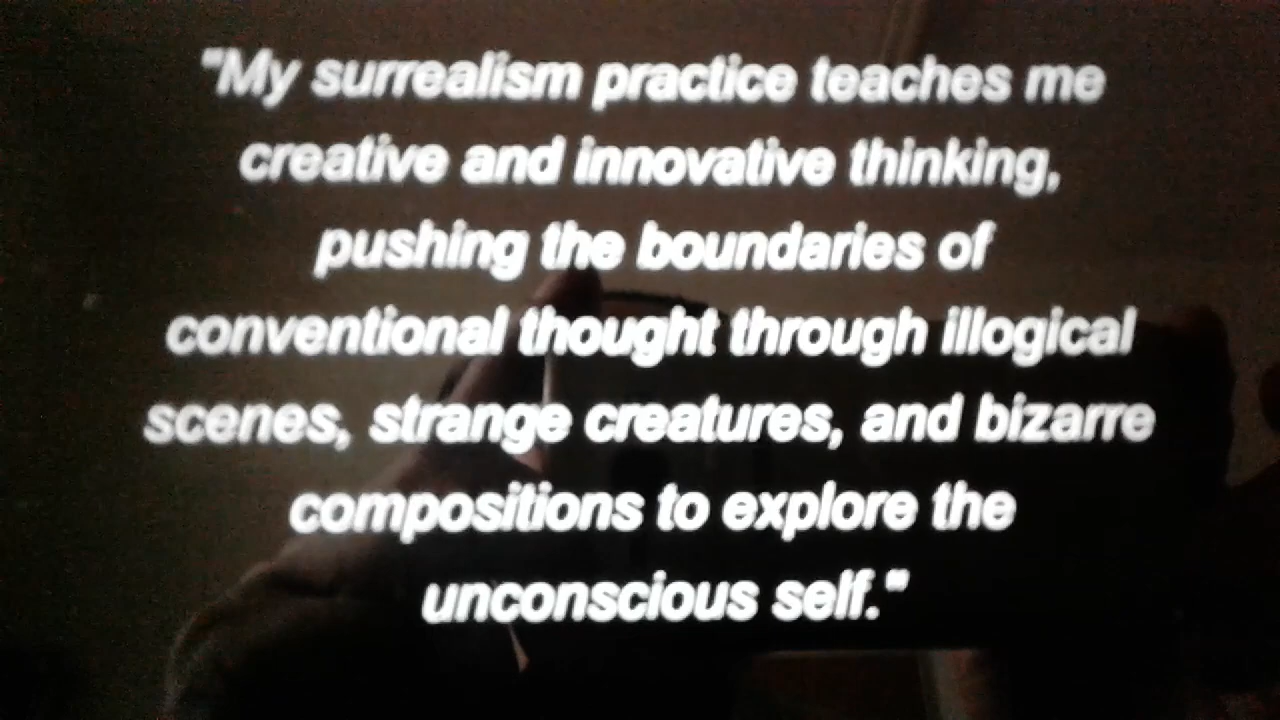 "My surrealism practice teaches me
creative and innovative thinking,
pushing the boundaries of
conventional thought through illogical
scenes, strange creatures, and bizarre
compositions to explore the
unconscious self."